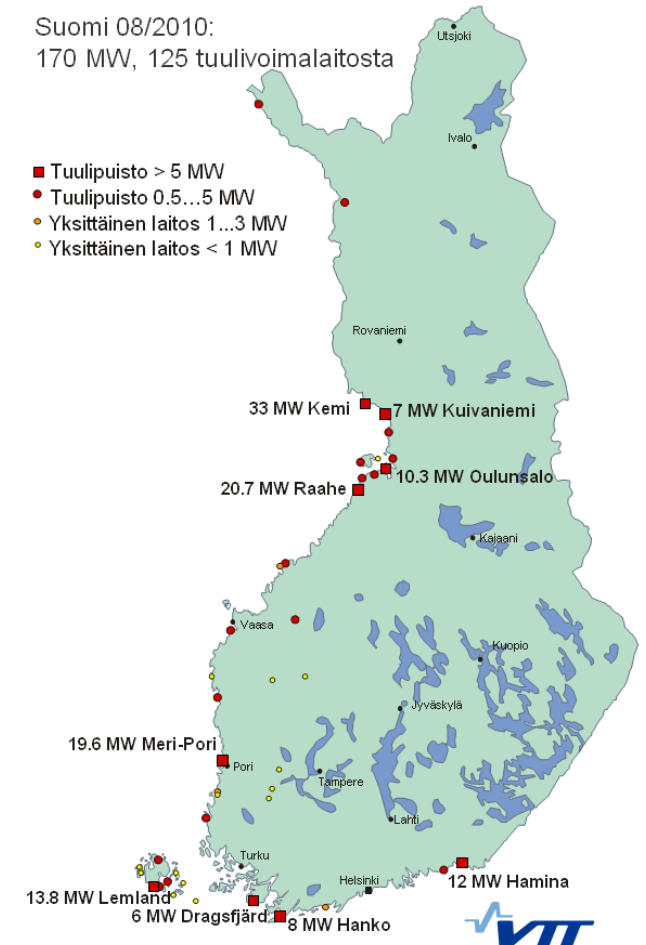 Suomi 08/2010:
170 MW, 125 tuulivoimalaitosta
Tuulipuisto > 5 MW
Tuulipuisto 0.5...5 MW
Yksittäinen laitos 1...3 MW
Yksittäinen laitos < 1 MW
Utsjoki
Ivalo
Rovaniemi
33 MW Kemi
7 MW Kuivaniemi
10.3 MW Oulunsalo
20.7 MW Raahe
Kajaani
Vaasa
Kuopio
Jyväskylä
19.6 MW Meri-Pori
Pori
Tampere
Lahti
Turku
Helsinki
12 MW Hamina
13.8 MW Lemland
6 MW Dragsfjärd
8 MW Hanko
VTT